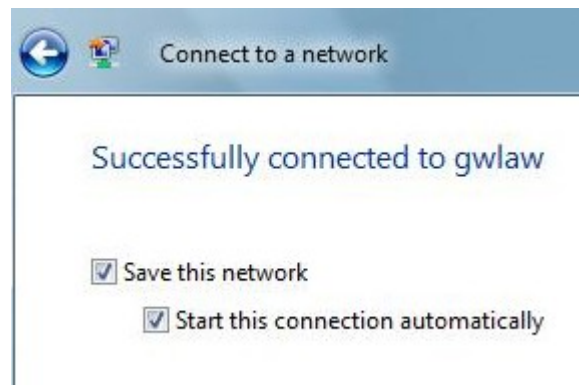 Connect to a network
Successfully connected to gwlaw
Save this network
Start this connection automatically